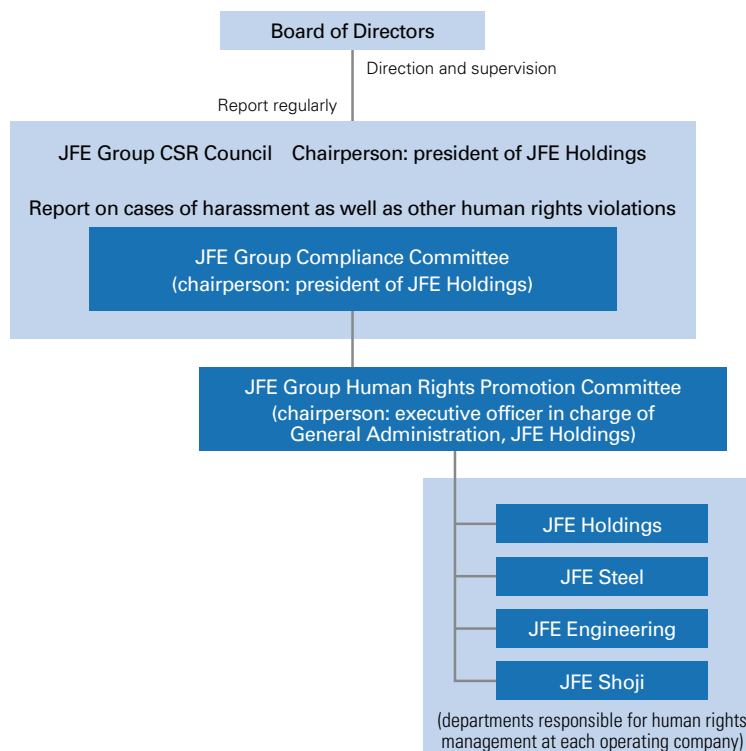 Board of Directors
Direction and supervision
Report regularly
JFE Group CSR Council Chairperson: president of JFE Holdings
Report on cases of harassment as well as other human rights violations
JFE Group Compliance Committee
(chairperson: president of JFE Holdings)
JFE Group Human Rights Promotion Committee
(chairperson: executive officer in charge of
General Administration, JFE Holdings)
JFE Holdings
JFE Steel
JFE Engineering
JFE Shoji
(departments responsible for human rights
management at each operating company)